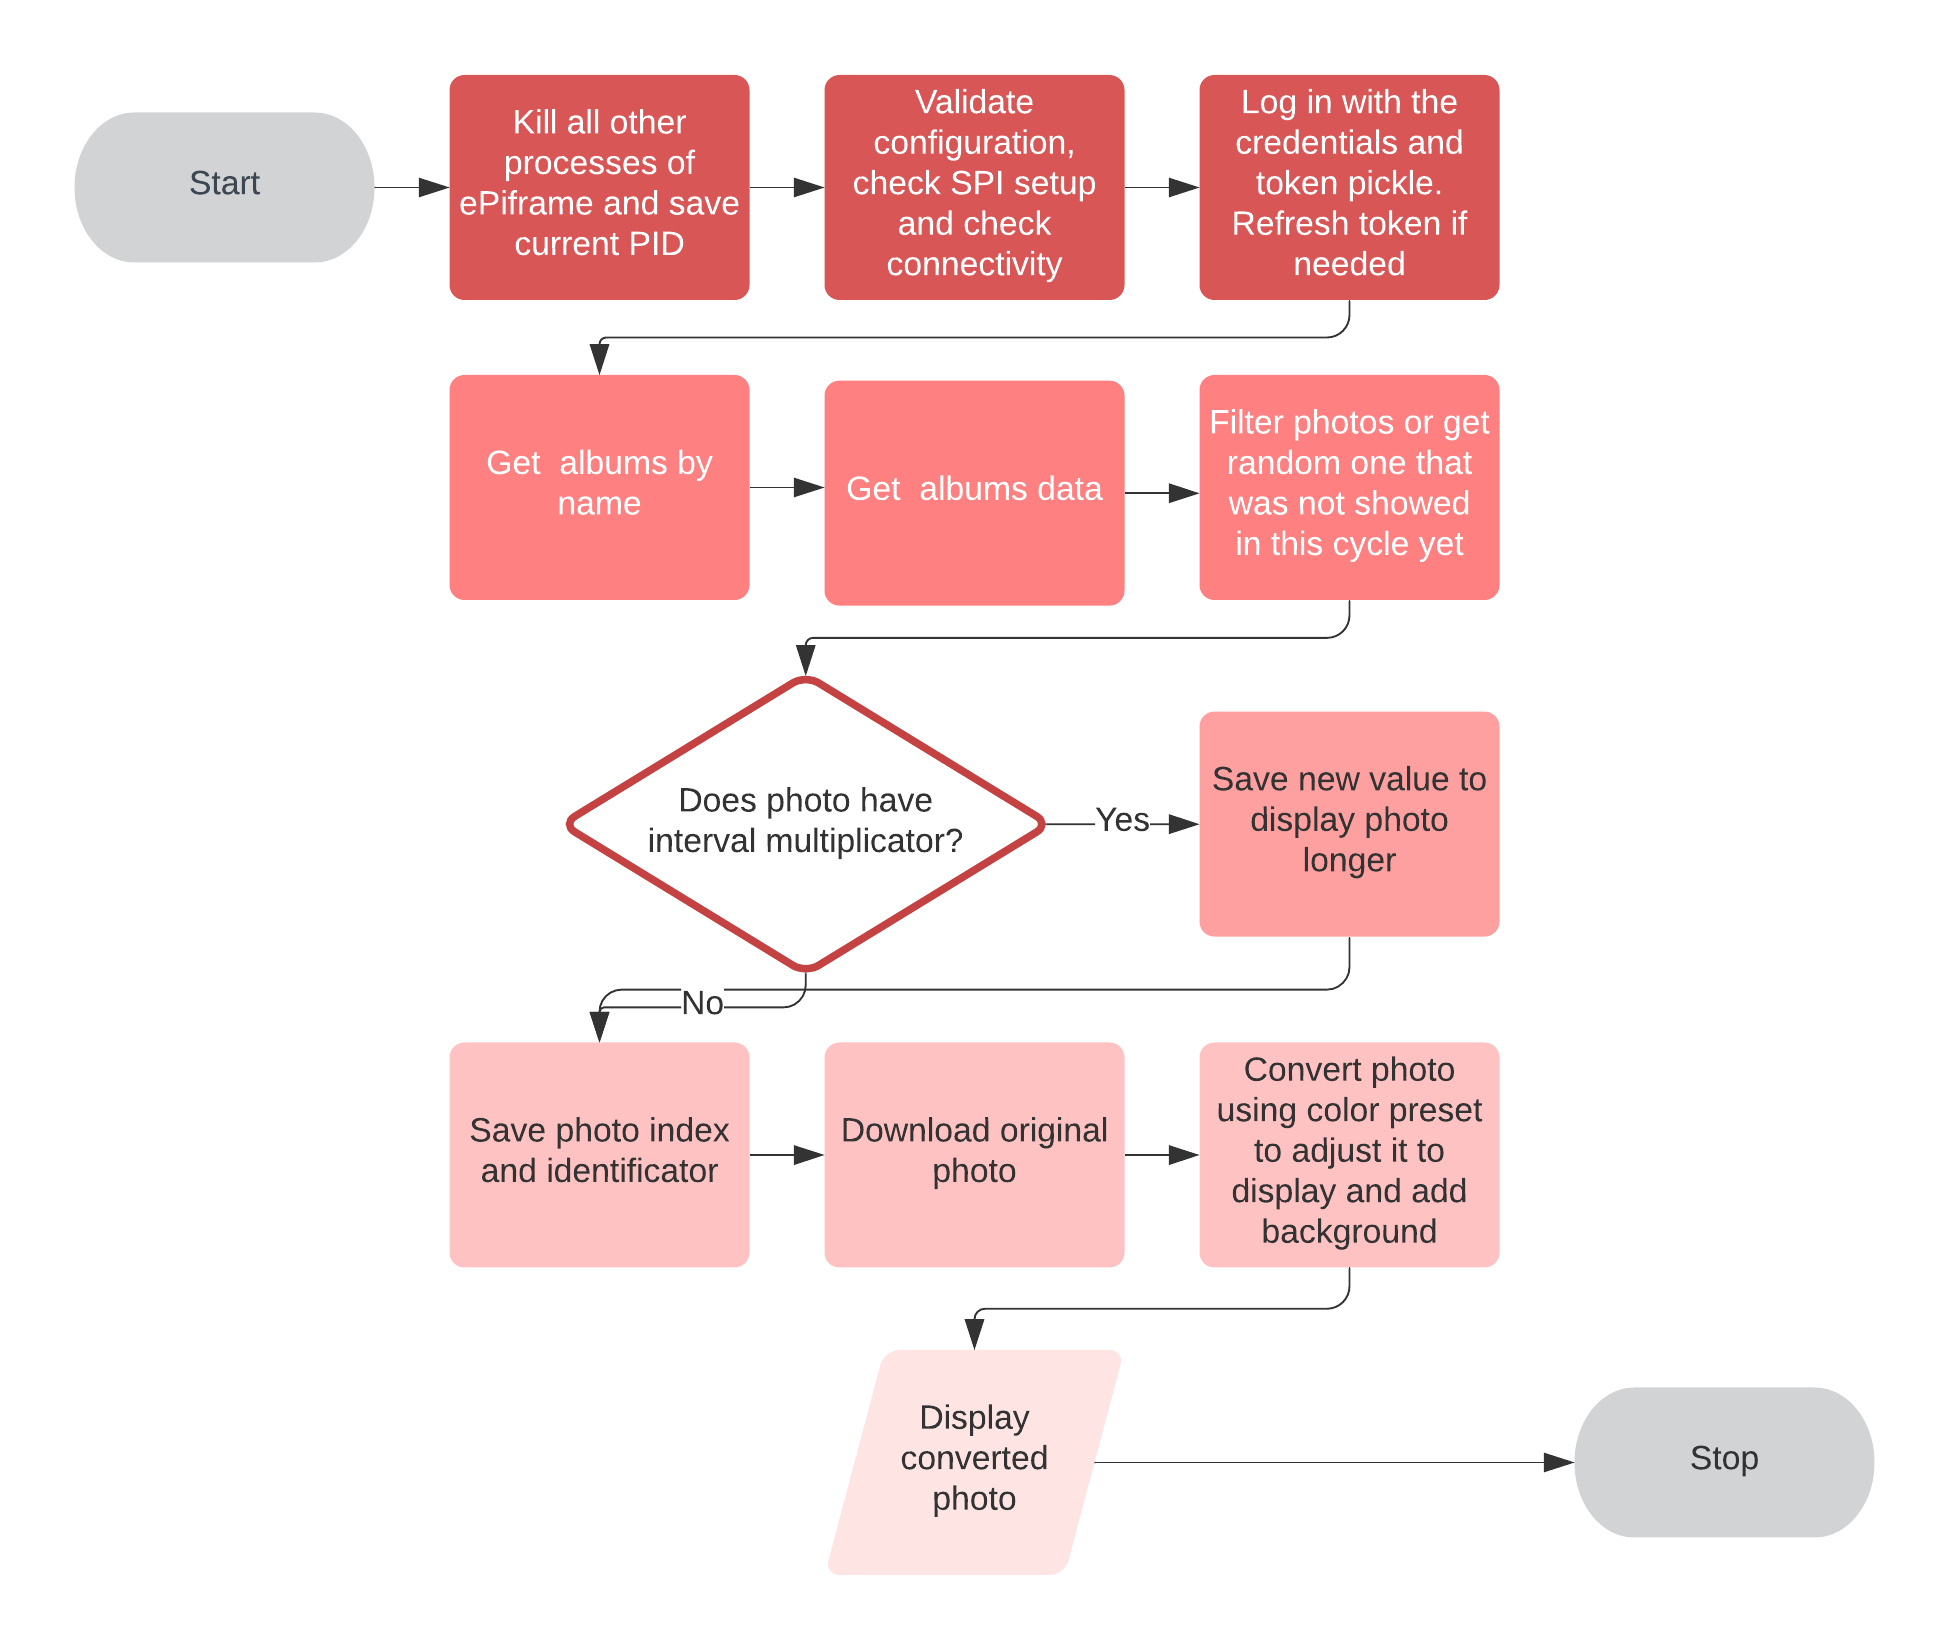 Start
Kill all other
processes of
ePiframe and save
current PID
Validate
configuration,
check SPI setup
and check
connectivity
Log in with the
credentials and
token pickle.
Refresh token if
needed
Get  albums by
name
Get  albums data
Filter photos or get
random one that
was not showed
in this cycle yet
Does photo have
interval multiplicator?
Yes
Save new value to
display photo
longer
No
Save photo index
and identificator
Download original
photo
Convert photo
using color preset
to adjust it to
display and add
background
Display
converted
photo
Stop